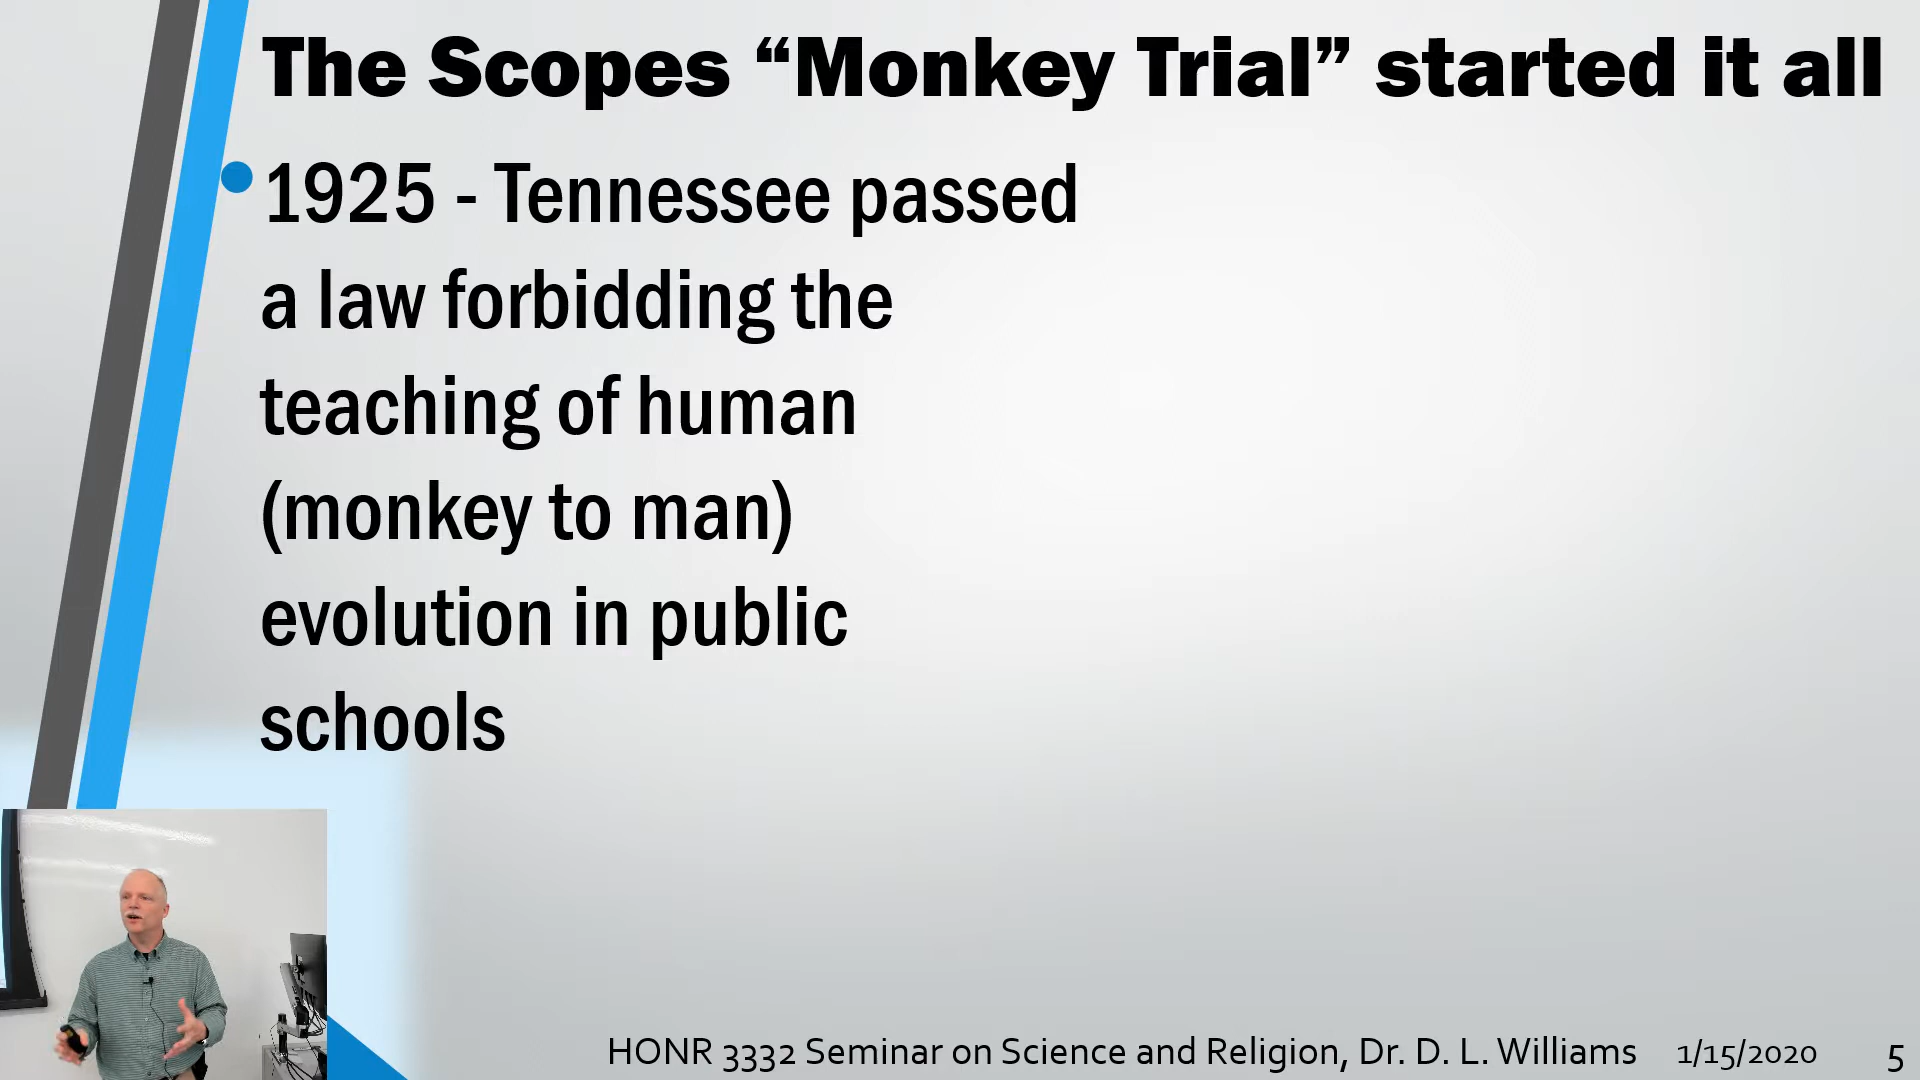 The Scopes “Monkey Trial” started it all
1925 - Tennessee passed
a law forbidding the
teaching of human
(monkey to man)
evolution in public
schools
HONR 3332 Seminar on Science and Religion, Dr. D. L. Williams 1/15/2020 5